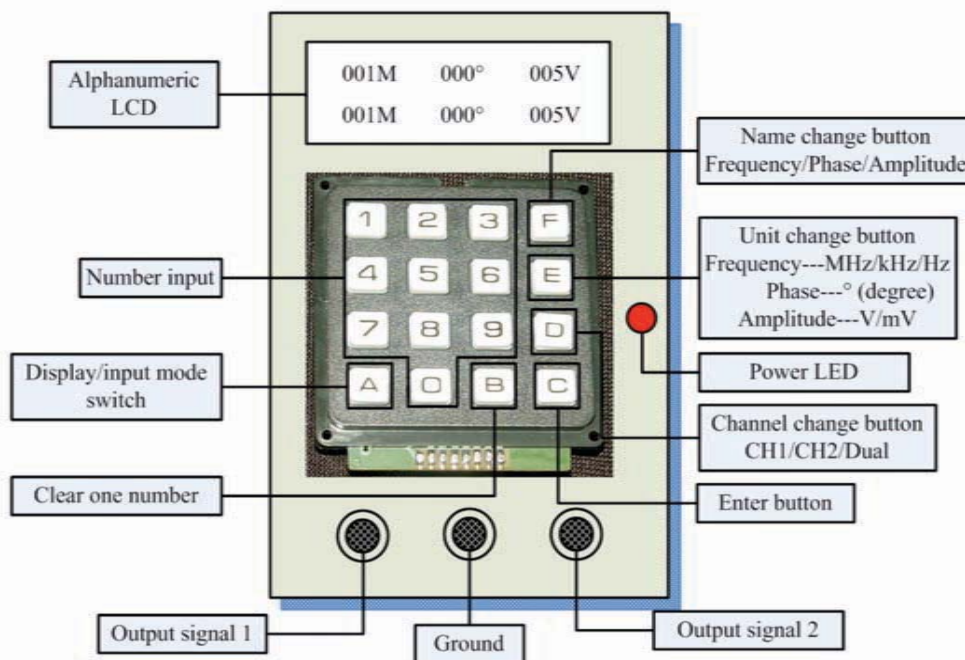 001M 000° 005V
001M 000° 005V
Alphanumeric
LCD
Name change button
Frequency/Phase/Amplitude
1 2 3 F
Number input
4 5 6 E
Unit change button
Frequency---MHz/kHz/Hz
Phase---° (degree)
Amplitude---V/mV
7 8 9 D
Display/input mode
switch
A 0 B C
Power LED
Channel change button
CH1/CH2/Dual
Clear one number
Enter button
Output signal 1
Ground
Output signal 2